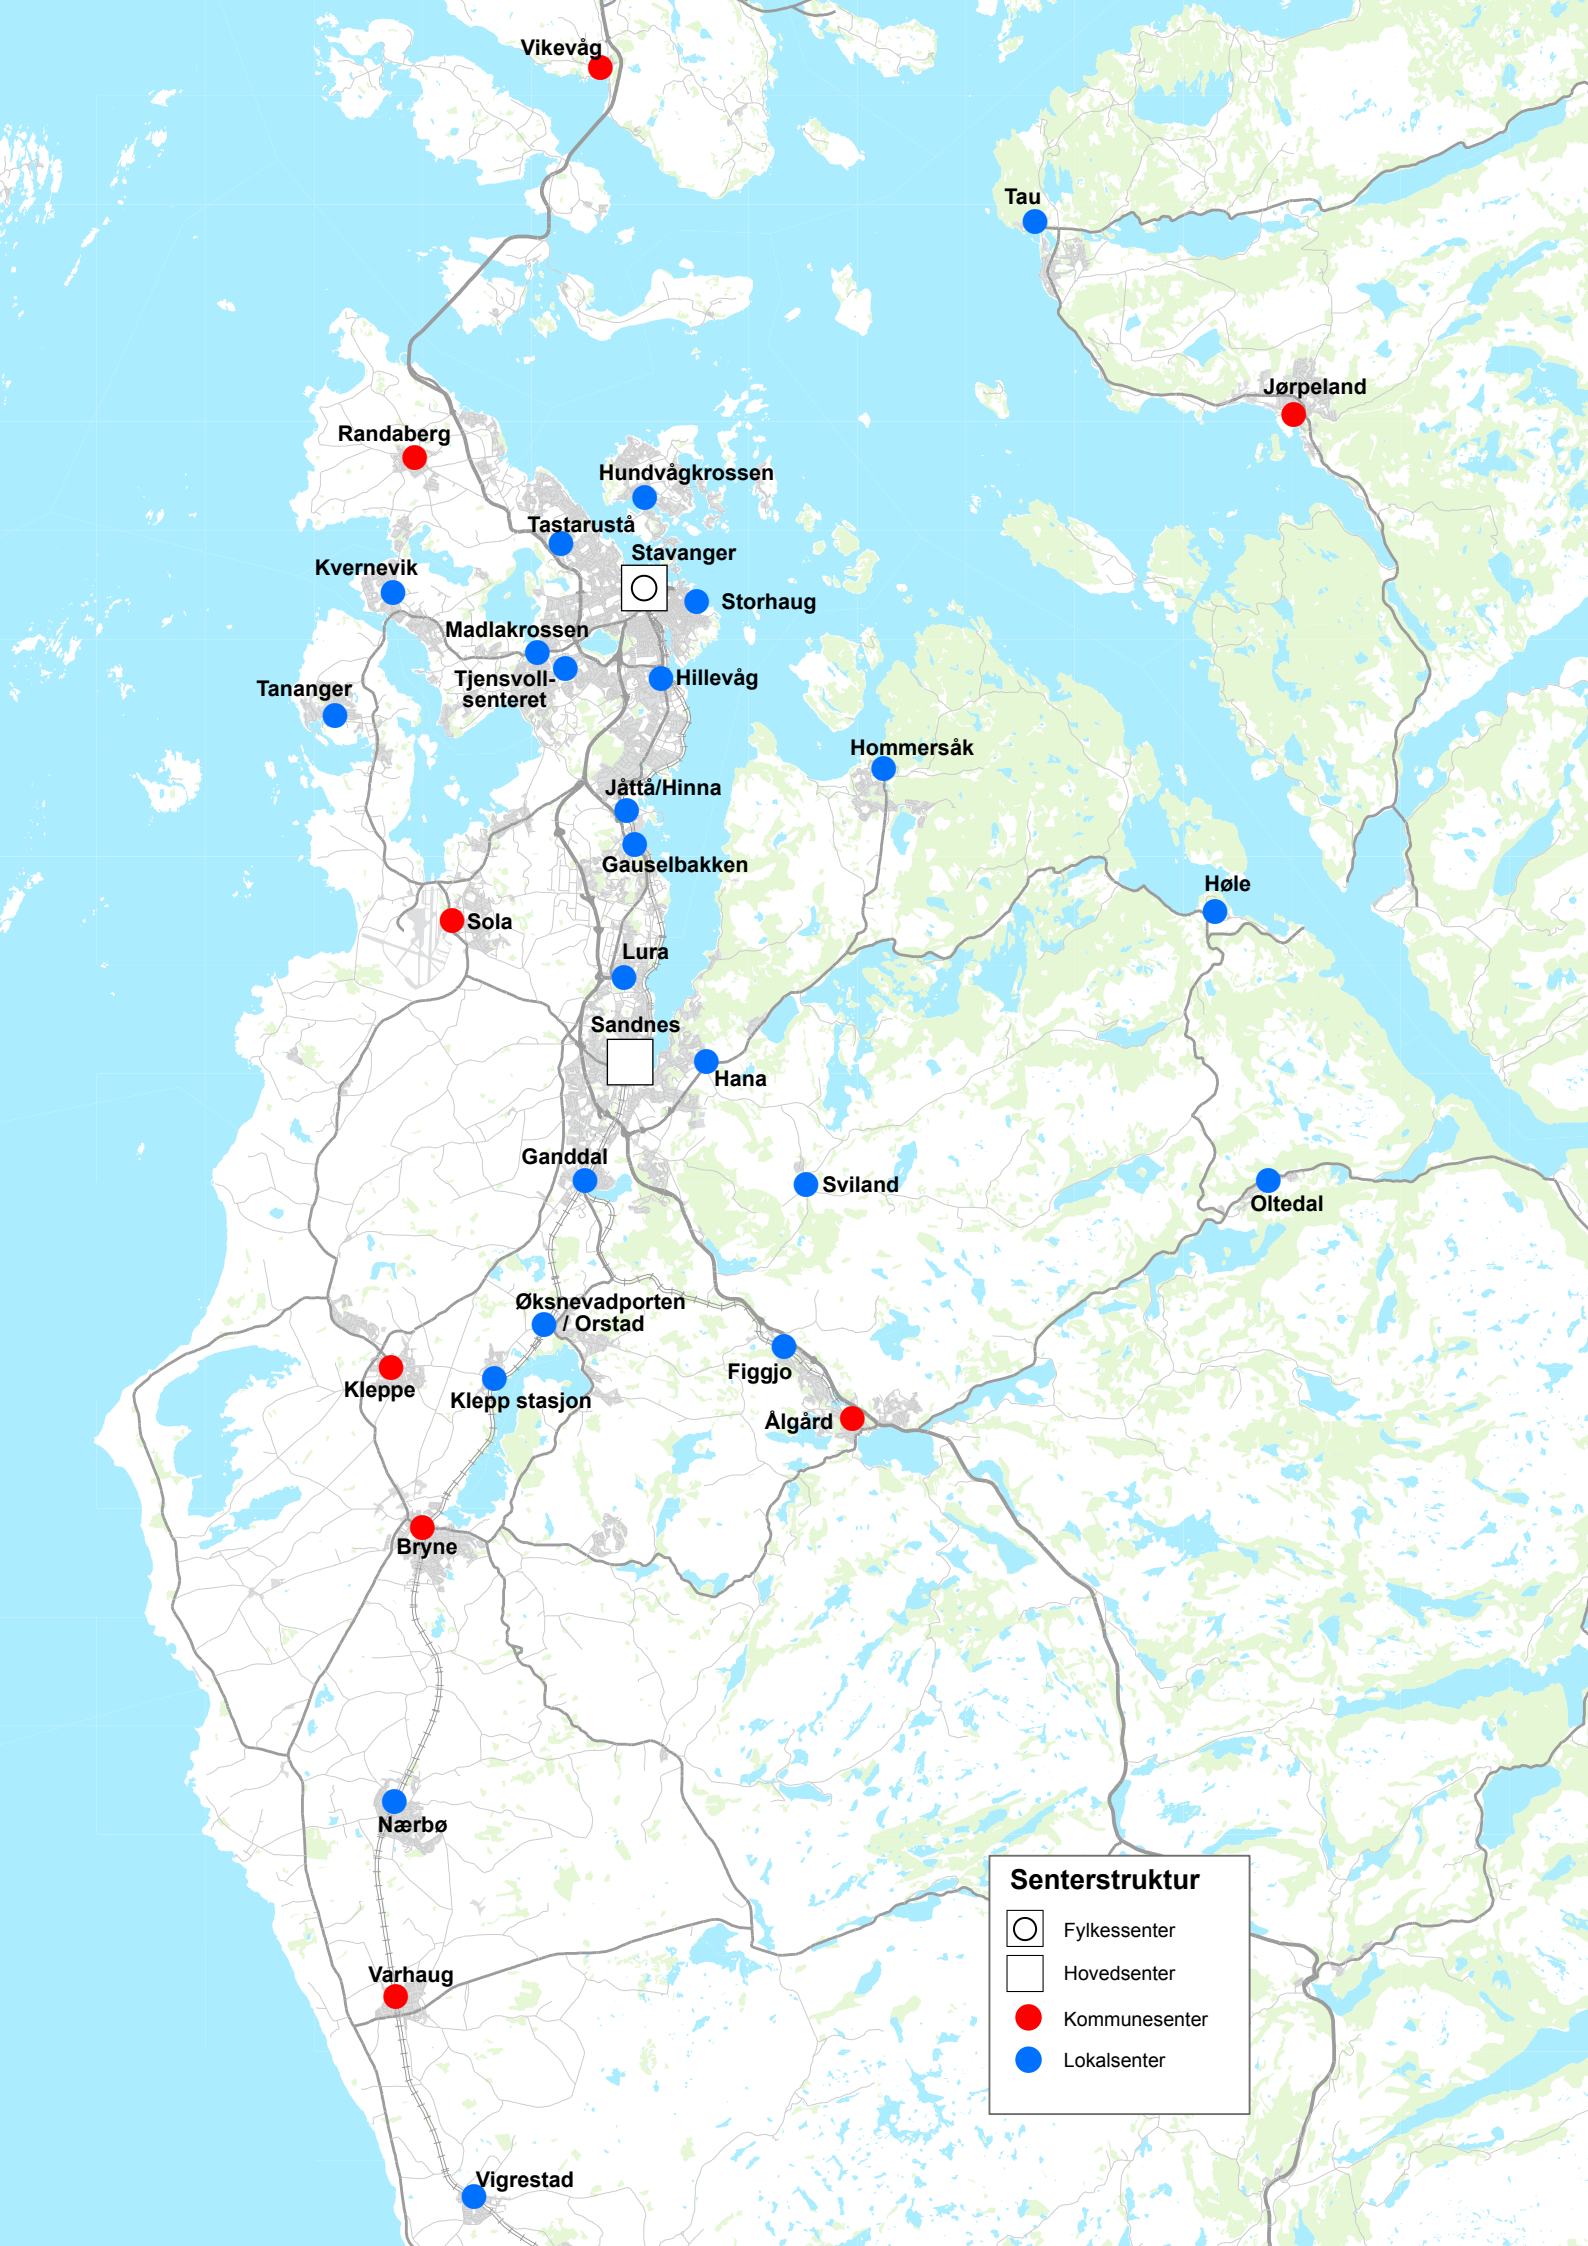 Vikevåg
Tau
Jørpeland
Randaberg
Hundvågkrossen
Tastarustå
Stavanger
Kvernevik
Storhaug
Madlakrossen
Tjensvoll-
senteret
Hillevåg
Tananger
Hommersåk
Jåttå/Hinna
Gauselbakken
Høle
Sola
Lura
Sandnes
Hana
Ganddal
Sviland
Oltedal
Øksnevadporten
/ Orstad
Figgjo
Kleppe
Klepp stasjon
Ålgård
Bryne
Nærbø
Varhaug
Vigrestad
Senterstruktur
Fylkessenter
Hovedsenter
Kommunesenter
Lokalsenter